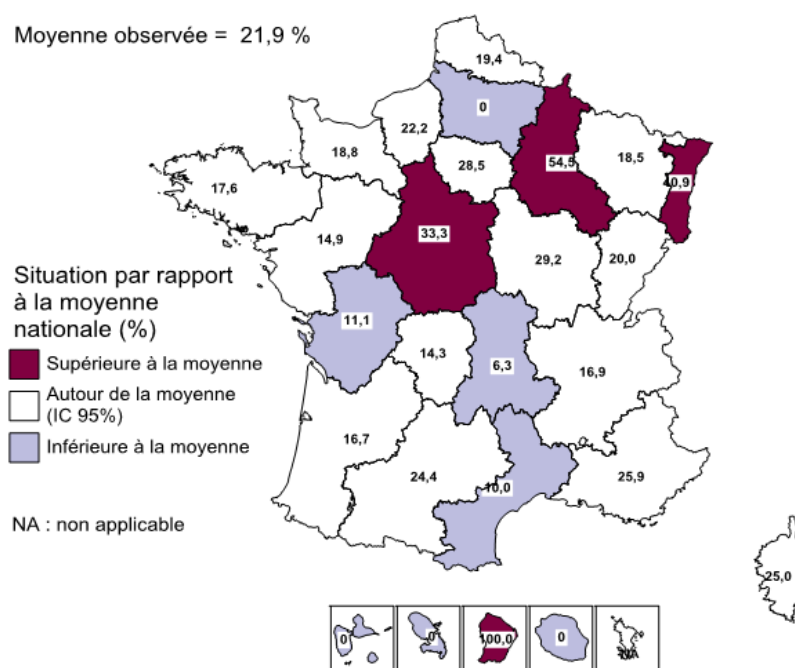 Moyenne observée = 21,9 %
19,4
0
22,2
54,5
18,8
28,5
18,5
40,9
17,6
33,3
14,9
29,2
20,0
Situation par rapport
à la moyenne
nationale (%)
11,1
Supérieure à la moyenne
14,3
6,3
16,9
Autour de la moyenne
(IC 95%)
16,7
Inférieure à la moyenne
24,4
25,9
10,0
NA : non applicable
25,0
0
0
100,0
0
NA